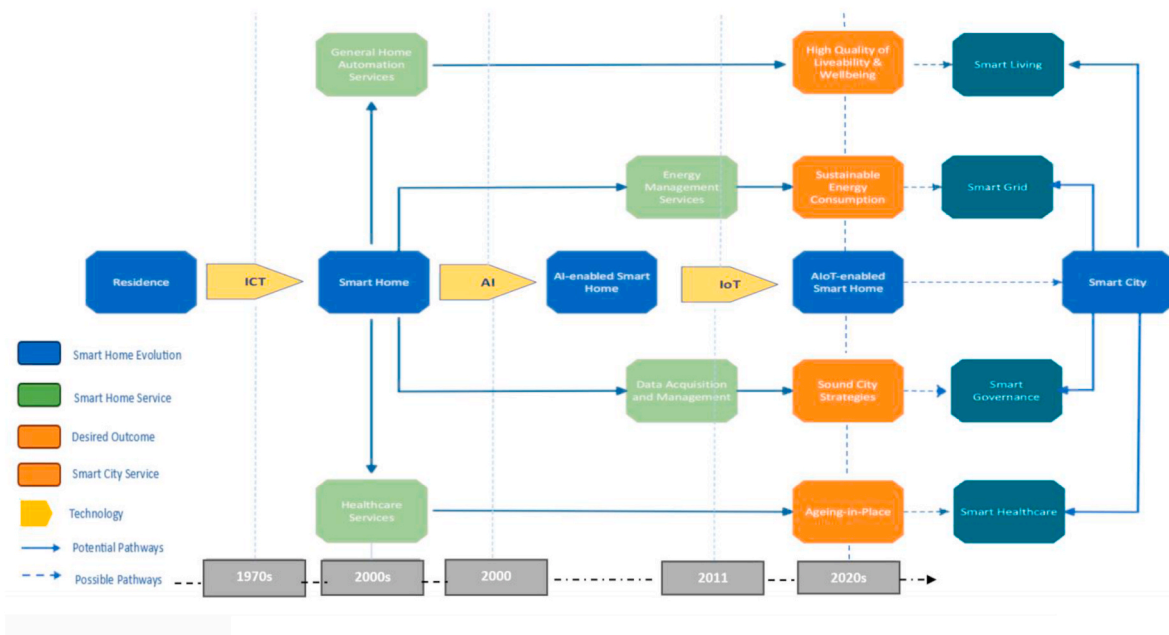 General Home
Automation
Services
High Quality of
Liveability &
Wellbeing
Smart Living
Energy
Management
Services
Sustainable
Energy
Consumption
Smart Grid
Residence
ICT
Smart Home
AI
AI-enabled Smart
Home
IoT
AIoT-enabled
Smart Home
Smart City
Smart Home Evolution
Smart Home Service
Desired Outcome
Smart City Service
Technology
Potential Pathways
Possible Pathways
Data Acquisition
and Management
Sound City
Strategies
Smart
Governance
Healthcare
Services
Ageing-in-Place
Smart Healthcare
1970s
2000s
2000
2011
2020s